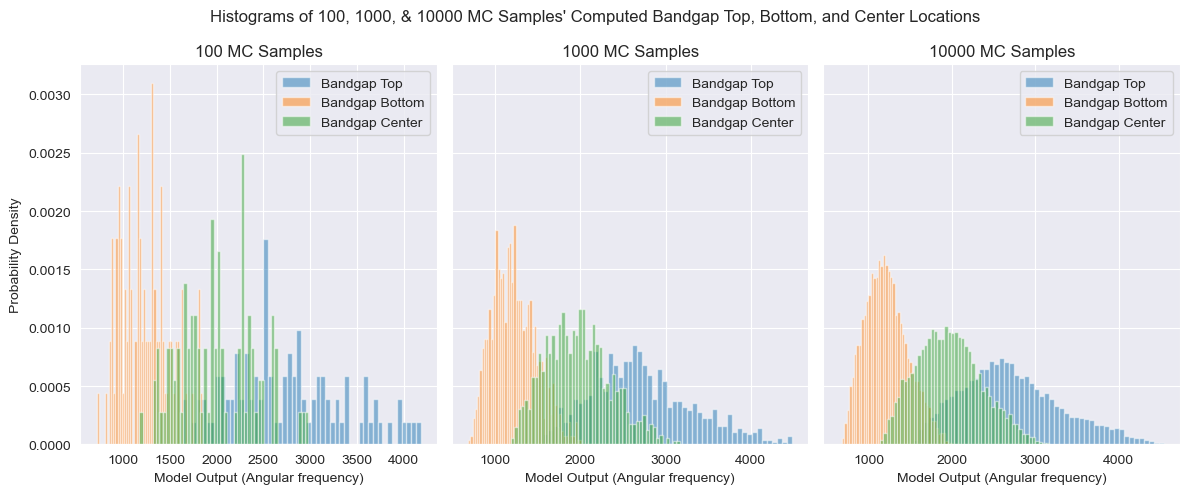 Histograms of 100, 1000, & 10000 MC Samples' Computed Bandgap Top, Bottom, and Center Locations
100 MC Samples
1000 MC Samples
10000 MC Samples
Bandgap Top
Bandgap Bottom
Bandgap Center
Bandgap Top
Bandgap Bottom
Bandgap Center
Bandgap Top
Bandgap Bottom
Bandgap Center
Probability Density
0.0030
0.0025
0.0020
0.0015
0.0010
0.0005
0.0000
1000 1500 2000 2500 3000 3500 4000
1000 2000 3000 4000
1000 2000 3000 4000
Model Output (Angular frequency)
Model Output (Angular frequency)
Model Output (Angular frequency)